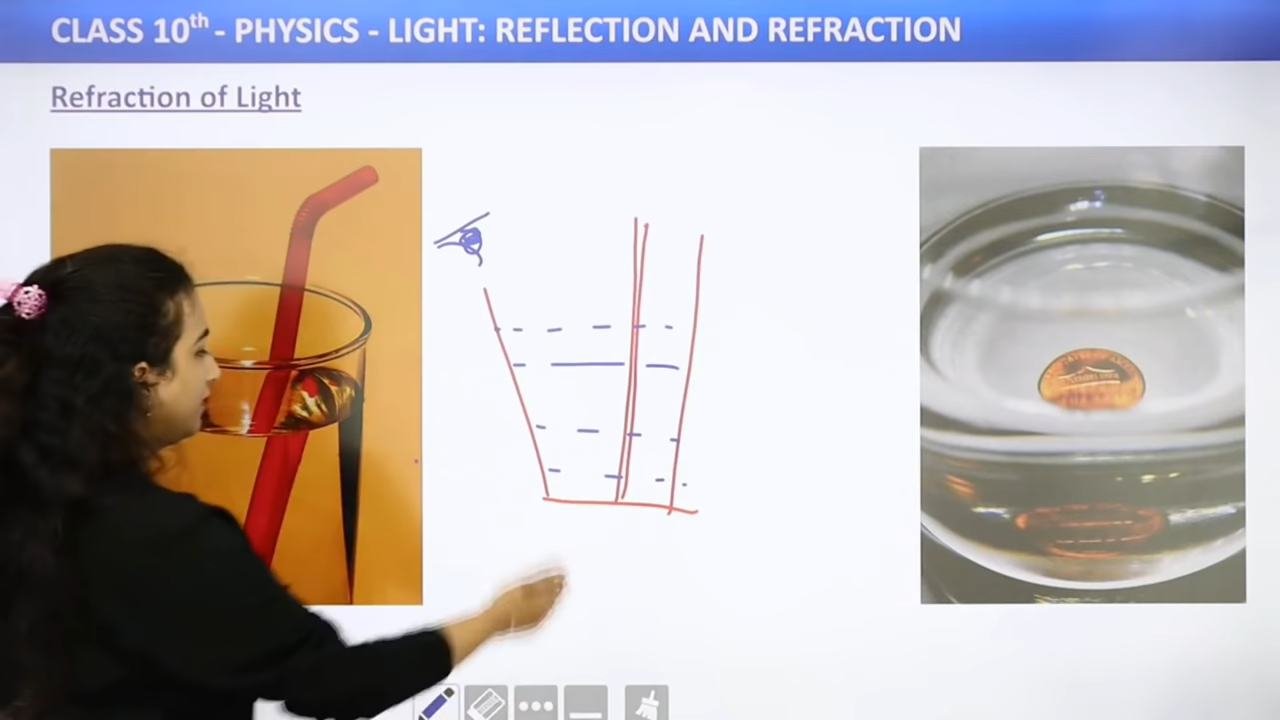 CLASS 10th - PHYSICS - LIGHT: REFLECTION AND REFRACTION
Refraction of Light